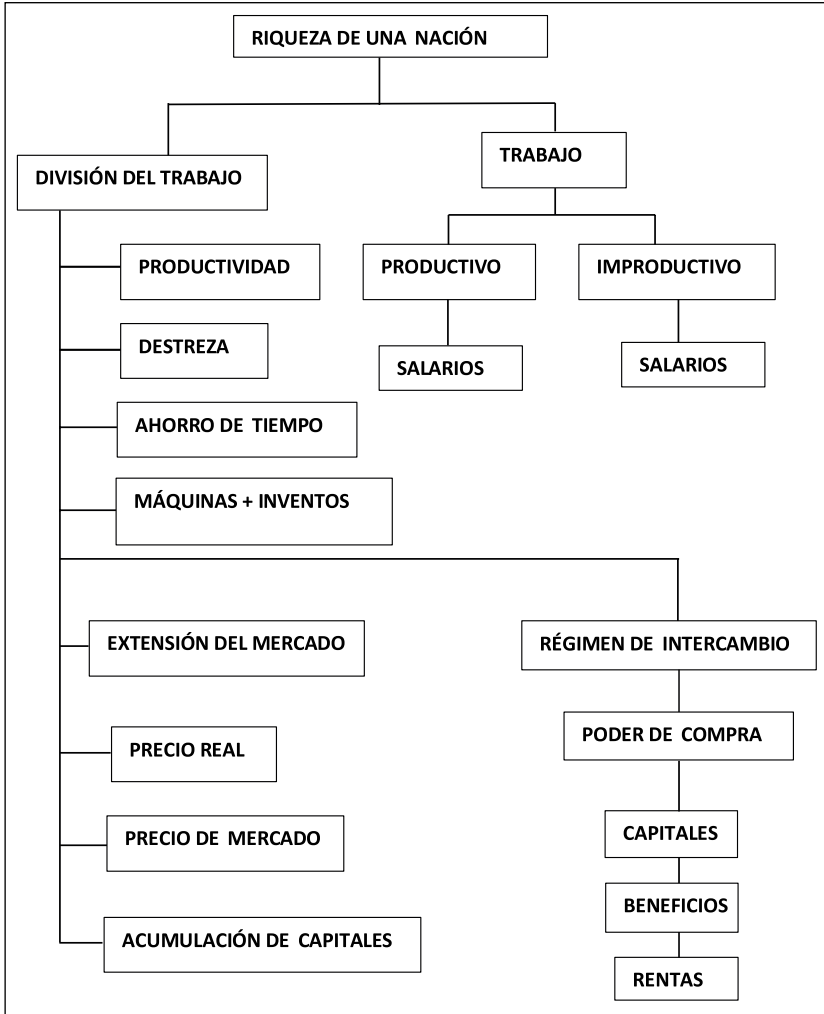 RIQUEZA DE UNA NACIÓN
DIVISIÓN DEL TRABAJO
TRABAJO
PRODUCTIVIDAD
PRODUCTIVO
IMPRODUCTIVO
DESTREZA
SALARIOS
SALARIOS
AHORRO DE TIEMPO
MÁQUINAS + INVENTOS
EXTENSIÓN DEL MERCADO
RÉGIMEN DE INTERCAMBIO
PRECIO REAL
PODER DE COMPRA
PRECIO DE MERCADO
CAPITALES
BENEFICIOS
ACUMULACIÓN DE CAPITALES
RENTAS